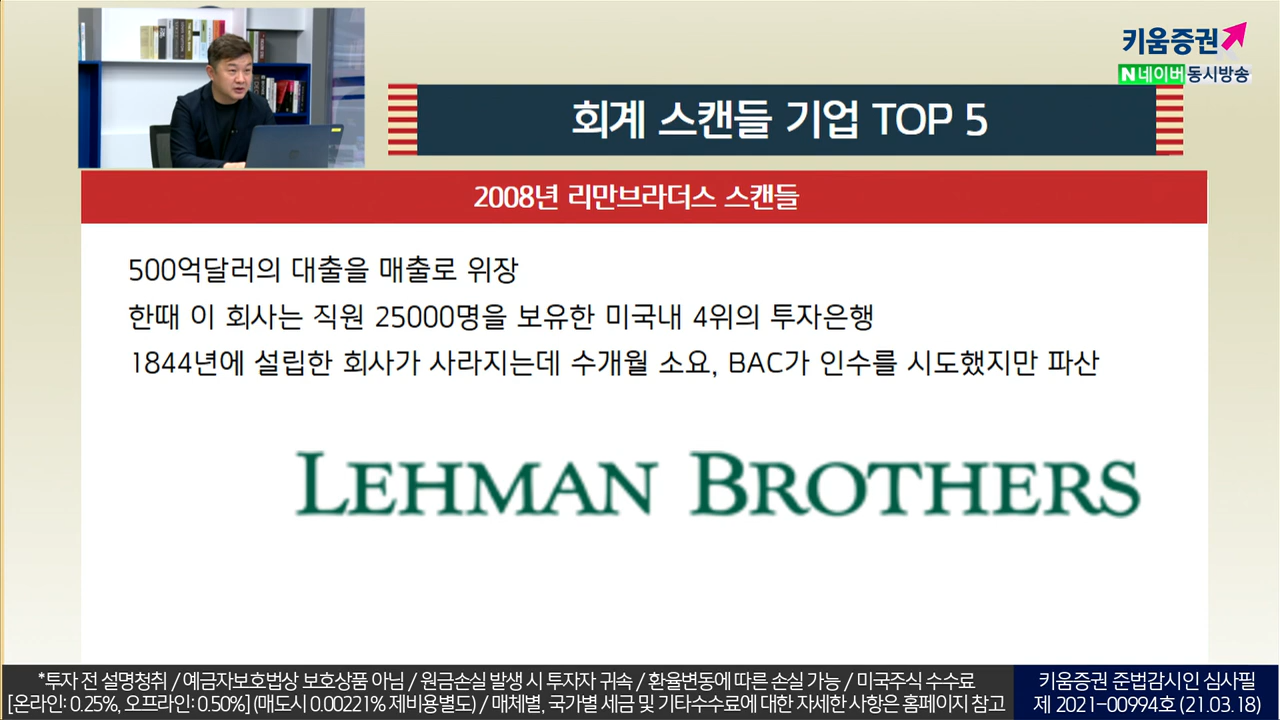 키움증권
N 네이버 동시방송
회계 스캔들 기업 TOP 5
2008년 리만브라더스 스캔들
500억달러의 대출을 매출로 위장
한때 이 회사는 직원 25000명을 보유한 미국내 4위의 투자은행
1844년에 설립한 회사가 사라지는데 수개월 소요, BAC가 인수를 시도했지만 파산
LEHMAN BROTHERS
*투자 전 설명청취 / 예금자보호법상 보호상품 아님 / 원금손실 발생 시 투자자 귀속 / 환율변동에 따른 손실 가능 / 미국주식 수수료
[온라인: 0.25%, 오프라인: 0.50%] (매도시 0.00221% 제비용별도) / 매체별, 국가별 세금 및 기타수수료에 대한 자세한 사항은 홈페이지 참고
키움증권 준법감시인 심사필
제 2021-00994호 (21.03.18)